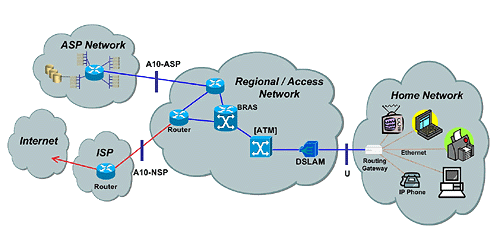 ASP Network
A10-ASP
Regional / Access
Network
Home Network
BRAS
Internet
ISP
Router
[ATM]
Ethernet
DSLAM
Routing
Gateway
Router
A10-NSP
U
IP Phone